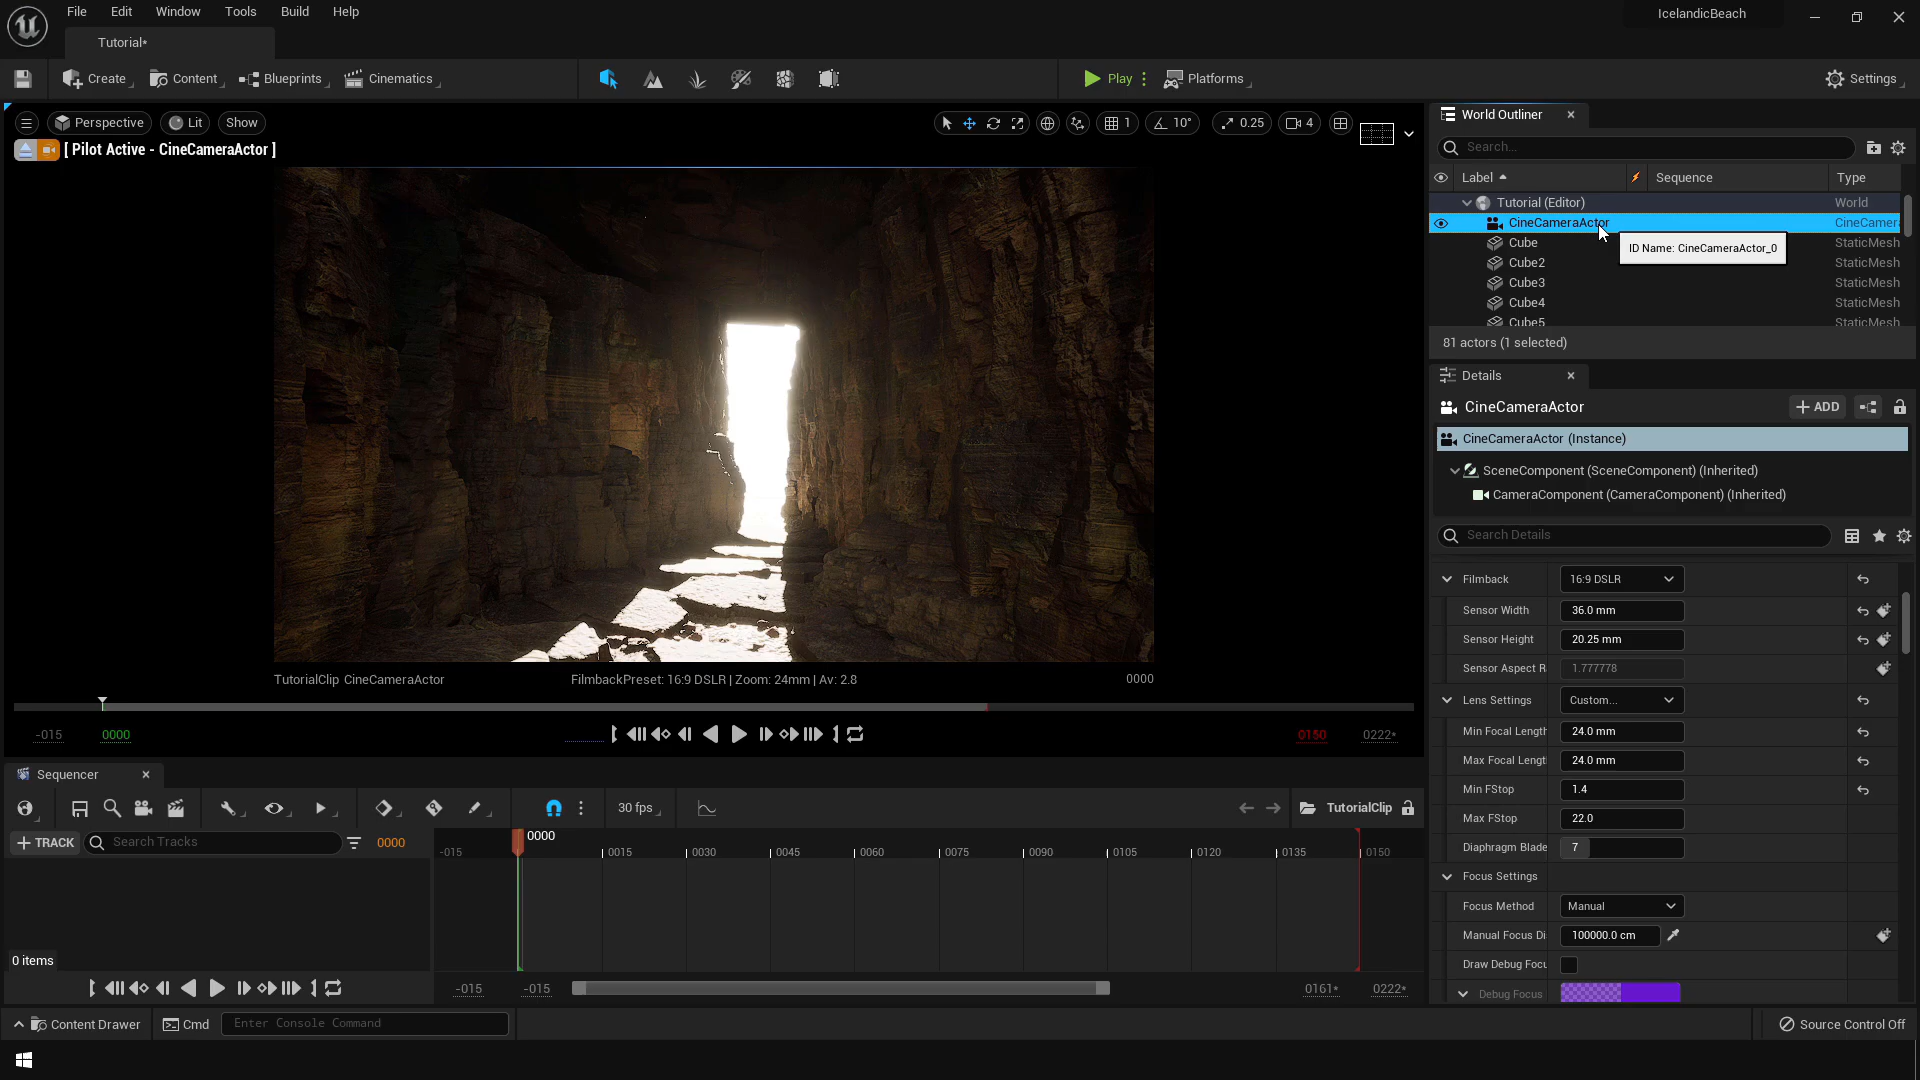 File Edit Window Tools Build Help
IcelandicBeach
Tutorial*
Create Content Blueprints Cinematics
Play Platforms Settings
Perspective Lit Show
1 10° 0.25 4
[ Pilot Active - CineCameraActor ]
TutorialClip CineCameraActor FilmbackPreset: 16:9 DSLR | Zoom: 24mm | Av: 2.8 0000
-015 0000 0150 0222*
World Outliner
Search...
Label Sequence Type
Tutorial (Editor) World
CineCameraActor CineCamer
ID Name: CineCameraActor_0
Cube StaticMesh
Cube2 StaticMesh
Cube3 StaticMesh
Cube4 StaticMesh
Cube5 StaticMesh
81 actors (1 selected)
Details
CineCameraActor + ADD
CineCameraActor (Instance)
SceneComponent (SceneComponent) (Inherited)
CameraComponent (CameraComponent) (Inherited)
Search Details
Filmback 16:9 DSLR
Sensor Width 36.0 mm
Sensor Height 20.25 mm
Sensor Aspect R 1.777778
Lens Settings Custom...
Min Focal Length 24.0 mm
Max Focal Lengt 24.0 mm
Min FStop 1.4
Max FStop 22.0
Diaphragm Blade 7
Focus Settings
Focus Method Manual
Manual Focus Di 100000.0 cm
Draw Debug Focu
Debug Focus
Sequencer
30 fps TutorialClip
+ TRACK Search Tracks 0000
0000
-015 0015 0030 0045 0060 0075 0090 0105 0120 0135 0150
0 items
-015 -015 0161* 0222*
Content Drawer Cmd Enter Console Command Source Control Off